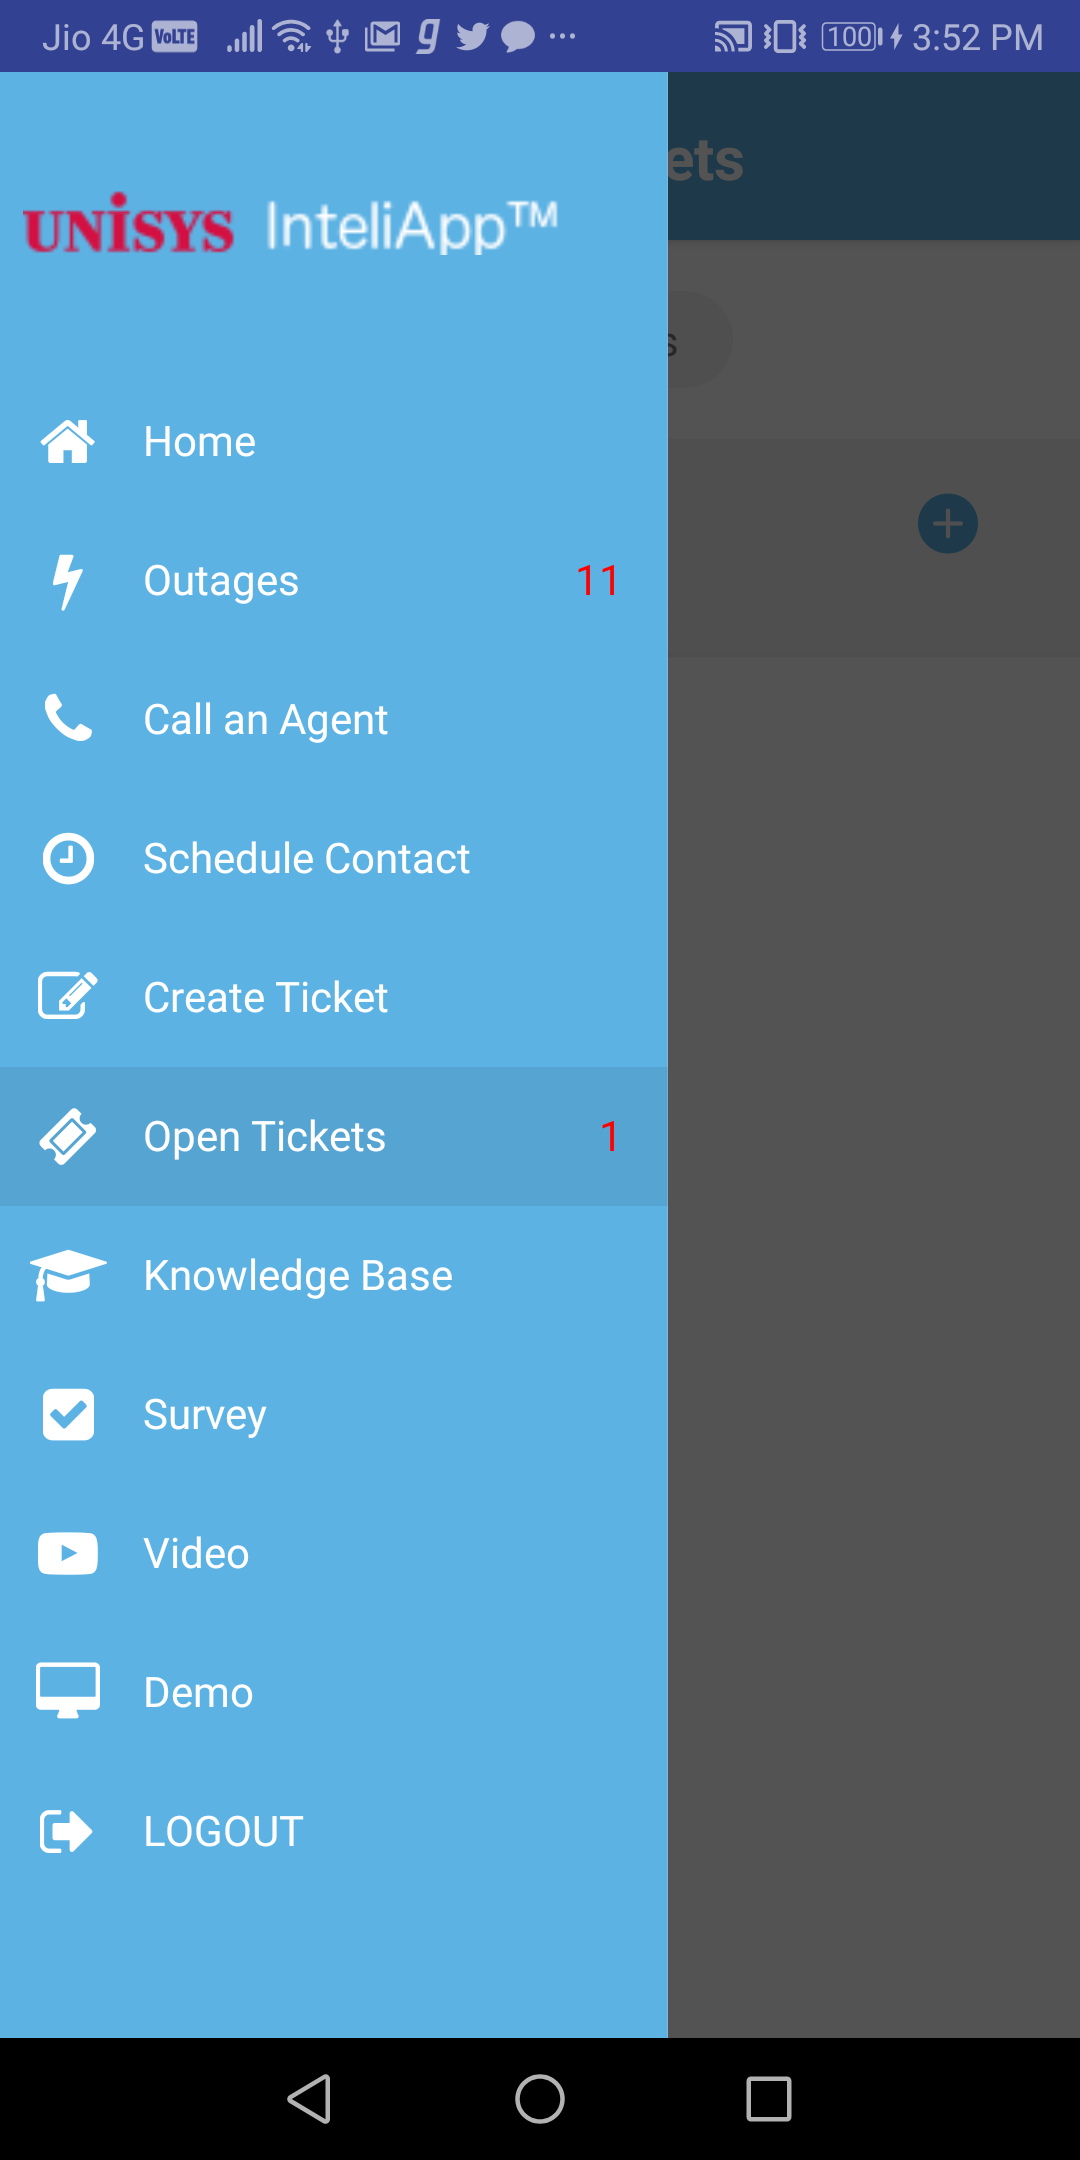 Jio 4G VoLTE 100 3:52 PM
ets
UNISYS InteliApp™
s
Home
Outages 11
Call an Agent
Schedule Contact
Create Ticket
Open Tickets 1
Knowledge Base
Survey
Video
Demo
LOGOUT